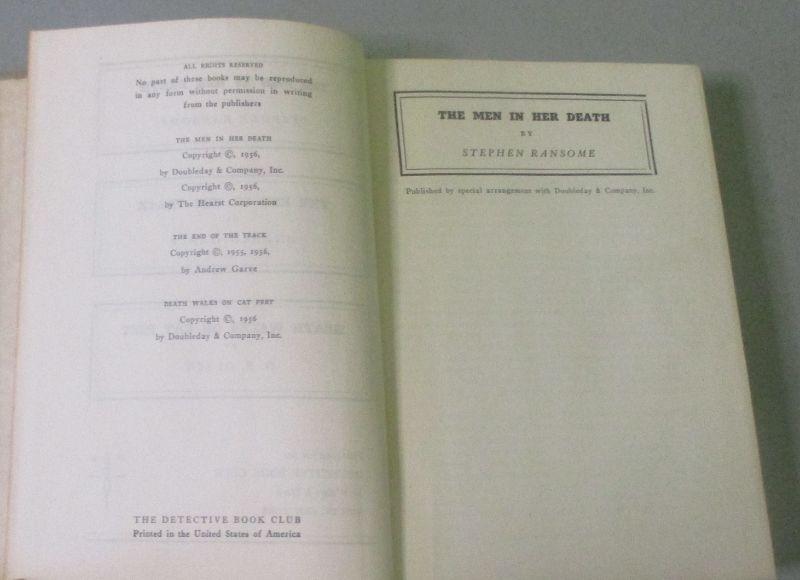 ALL RIGHTS RESERVED
No part of these books may be reproduced
in any form without permission in writing
from the publishers
THE MEN IN HER DEATH
Copyright ©, 1956,
by Doubleday & Company, Inc.
Copyright ©, 1956,
by The Hearst Corporation
THE END OF THE TRACK
Copyright ©, 1955, 1956,
by Andrew Garve
DEATH WALKS ON CAT FEET
Copyright ©, 1956
by Doubleday & Company, Inc.
THE DETECTIVE BOOK CLUB
Printed in the United States of America
THE MEN IN HER DEATH
BY
STEPHEN RANSOME
Published by special arrangement with Doubleday & Company, Inc.